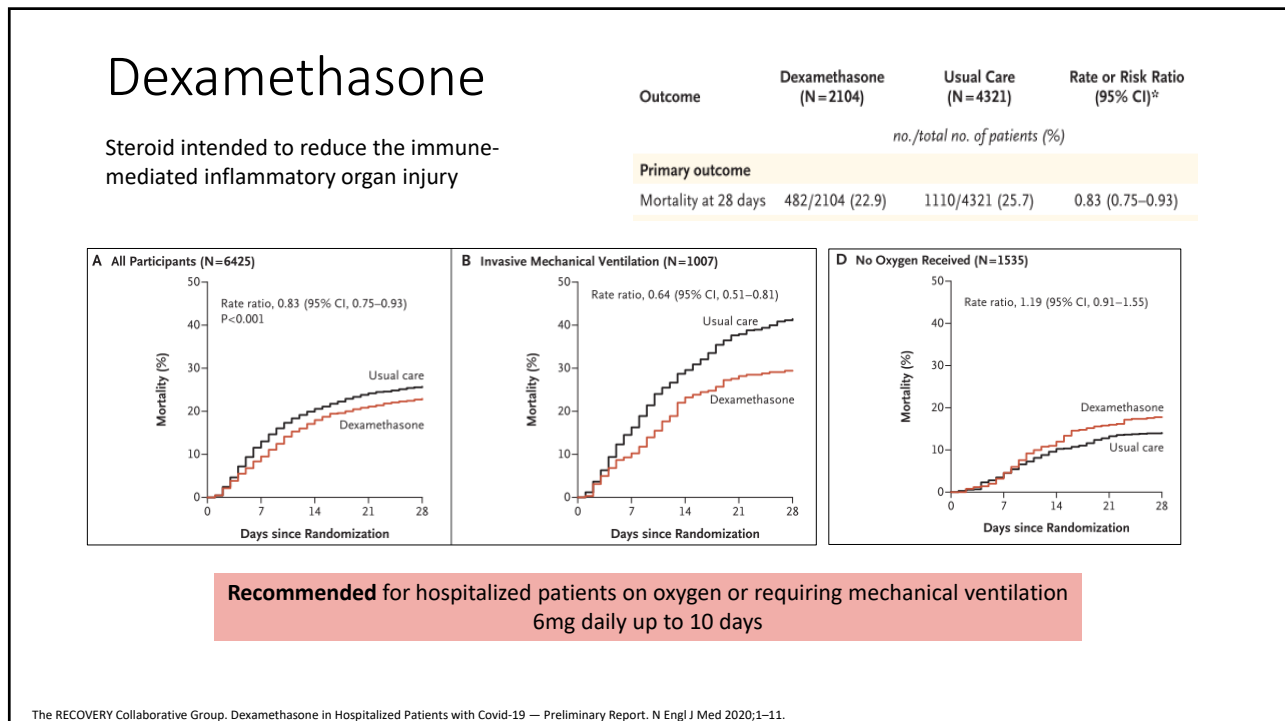 Dexamethasone
Steroid intended to reduce the immune-
mediated inflammatory organ injury
Outcome Dexamethasone (N=2104) Usual Care (N=4321) Rate or Risk Ratio (95% CI)☆
no./total no. of patients (%)
Primary outcome
Mortality at 28 days 482/2104 (22.9) 1110/4321 (25.7) 0.83 (0.75–0.93)
A All Participants (N=6425)
Rate ratio, 0.83 (95% CI, 0.75–0.93)
P<0.001
Mortality (%)
50
40
30
20
10
0
Usual care
Dexamethasone
0 7 14 21 28
Days since Randomization
B Invasive Mechanical Ventilation (N=1007)
Rate ratio, 0.64 (95% CI, 0.51–0.81)
Mortality (%)
50
40
30
20
10
0
Usual care
Dexamethasone
0 7 14 21 28
Days since Randomization
D No Oxygen Received (N=1535)
Rate ratio, 1.19 (95% CI, 0.91–1.55)
Mortality (%)
50
40
30
20
10
0
Dexamethasone
Usual care
0 7 14 21 28
Days since Randomization
Recommended for hospitalized patients on oxygen or requiring mechanical ventilation
6mg daily up to 10 days
The RECOVERY Collaborative Group. Dexamethasone in Hospitalized Patients with Covid-19 — Preliminary Report. N Engl J Med 2020;1–11.